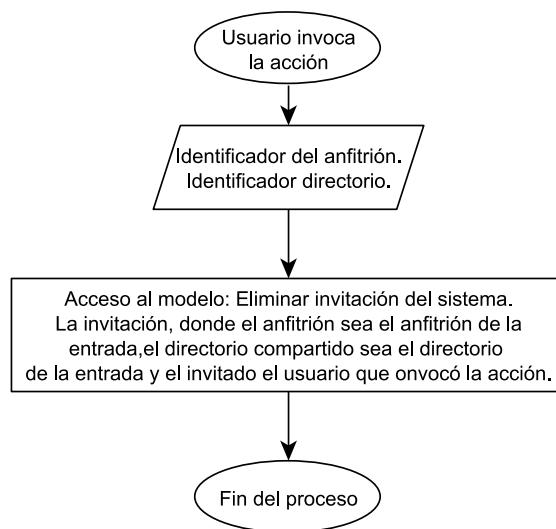 Usuario invoca
la acción
Identificador del anfitrión.
Identificador directorio.
Acceso al modelo: Eliminar invitación del sistema.
La invitación, donde el anfitrión sea el anfitrión de la
entrada,el directorio compartido sea el directorio
de la entrada y el invitado el usuario que onvocó la acción.
Fin del proceso